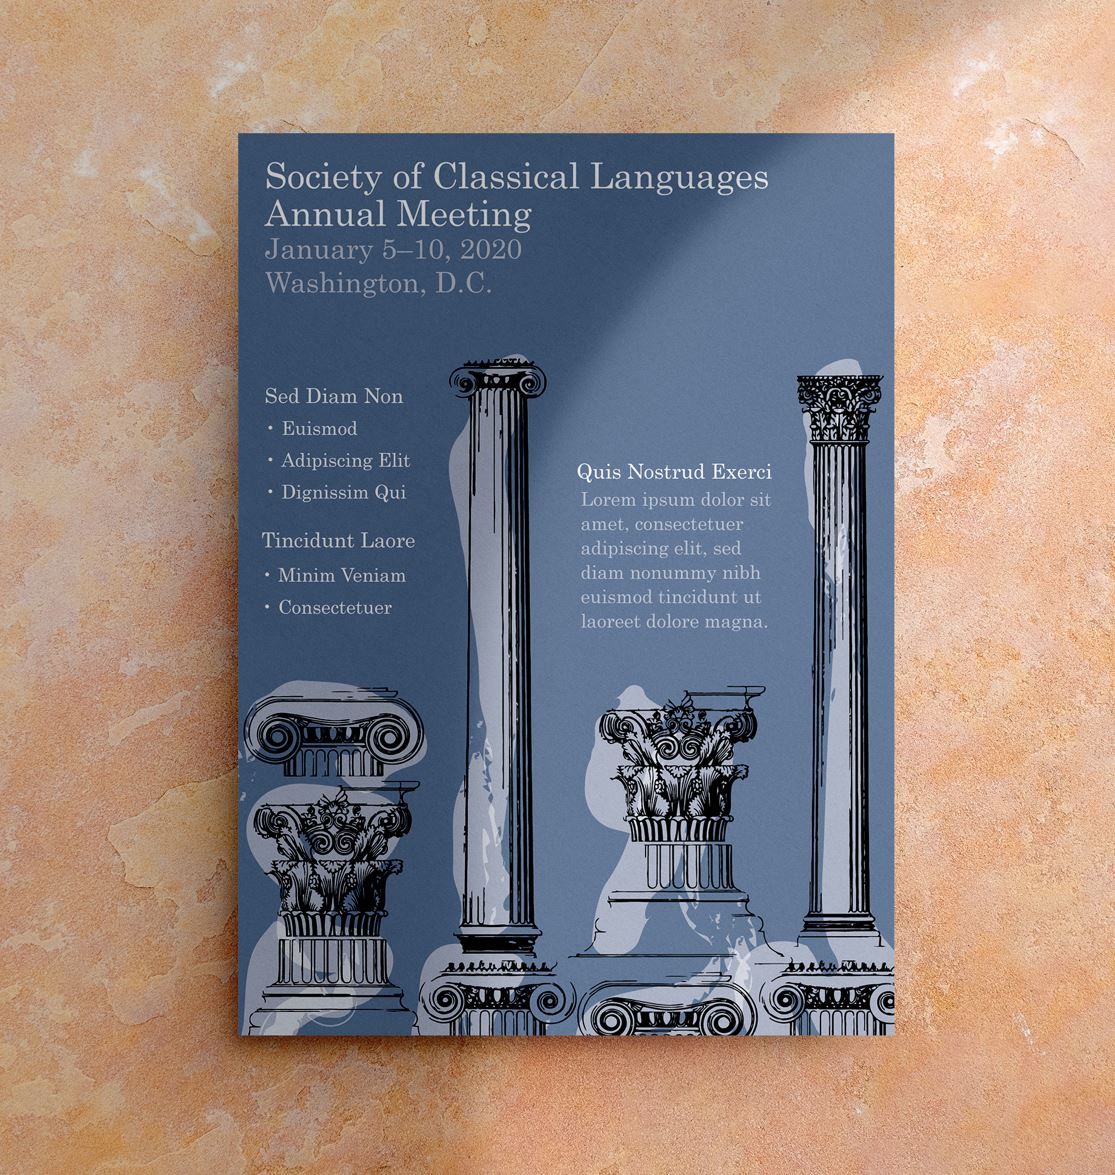 Society of Classical Languages
Annual Meeting
January 5–10, 2020
Washington, D.C.
Sed Diam Non
• Euismod
• Adipiscing Elit
• Dignissim Qui
Tincidunt Laore
• Minim Veniam
• Consectetuer
Quis Nostrud Exerci
Lorem ipsum dolor sit
amet, consectetuer
adipiscing elit, sed
diam nonummy nibh
euismod tincidunt ut
laoreet dolore magna.